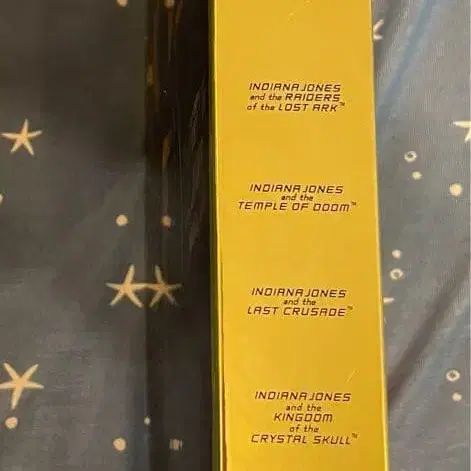 INDIANA JONES
and the RAIDERS
of the LOST ARK™
INDIANA JONES
and the
TEMPLE OF DOOM™
INDIANA JONES
and the
LAST CRUSADE™
INDIANA JONES
and the
KINGDOM
of the
CRYSTAL SKULL™